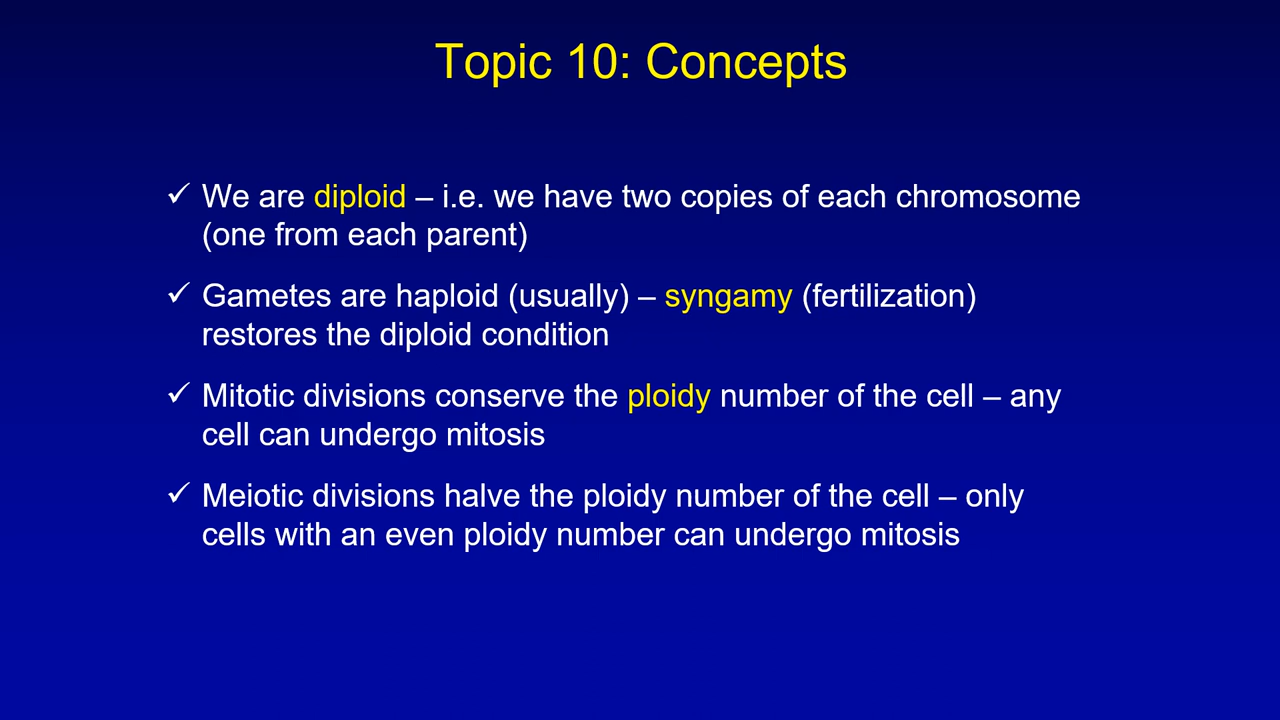 Topic 10: Concepts
✓ We are diploid – i.e. we have two copies of each chromosome
(one from each parent)
✓ Gametes are haploid (usually) – syngamy (fertilization)
restores the diploid condition
✓ Mitotic divisions conserve the ploidy number of the cell – any
cell can undergo mitosis
✓ Meiotic divisions halve the ploidy number of the cell – only
cells with an even ploidy number can undergo mitosis